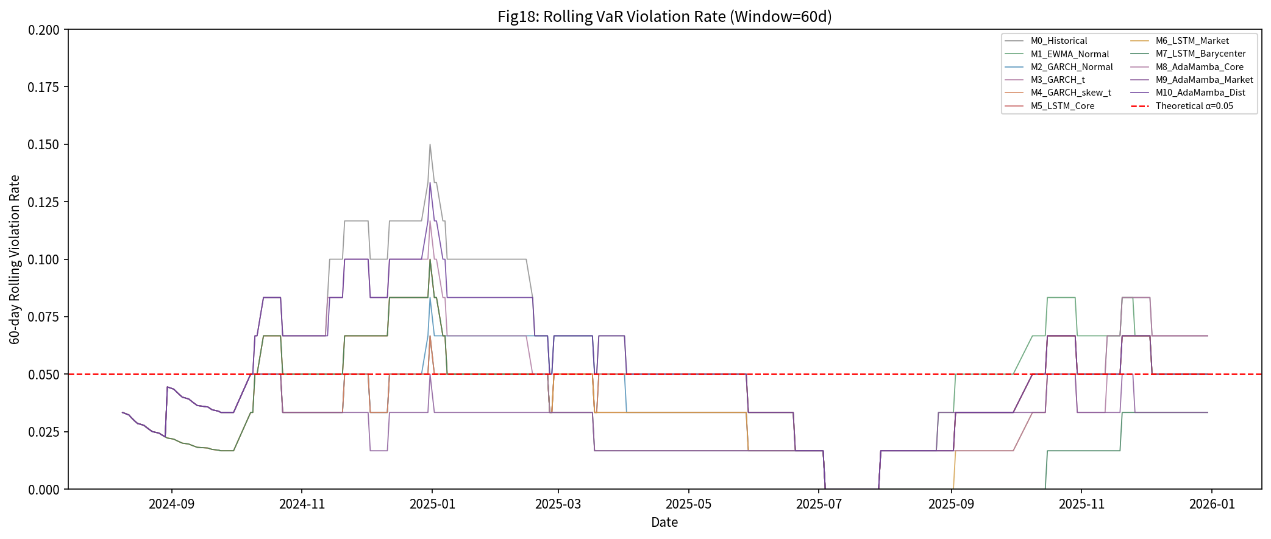 Fig18: Rolling VaR Violation Rate (Window=60d)
60-day Rolling Violation Rate
0.200
0.175
0.150
0.125
0.100
0.075
0.050
0.025
0.000
M0_Historical
M1_EWMA_Normal
M2_GARCH_Normal
M3_GARCH_t
M4_GARCH_skew_t
M5_LSTM_Core
M6_LSTM_Market
M7_LSTM_Barycenter
M8_AdaMamba_Core
M9_AdaMamba_Market
M10_AdaMamba_Dist
Theoretical α=0.05
2024-09
2024-11
2025-01
2025-03
2025-05
2025-07
2025-09
2025-11
2026-01
Date